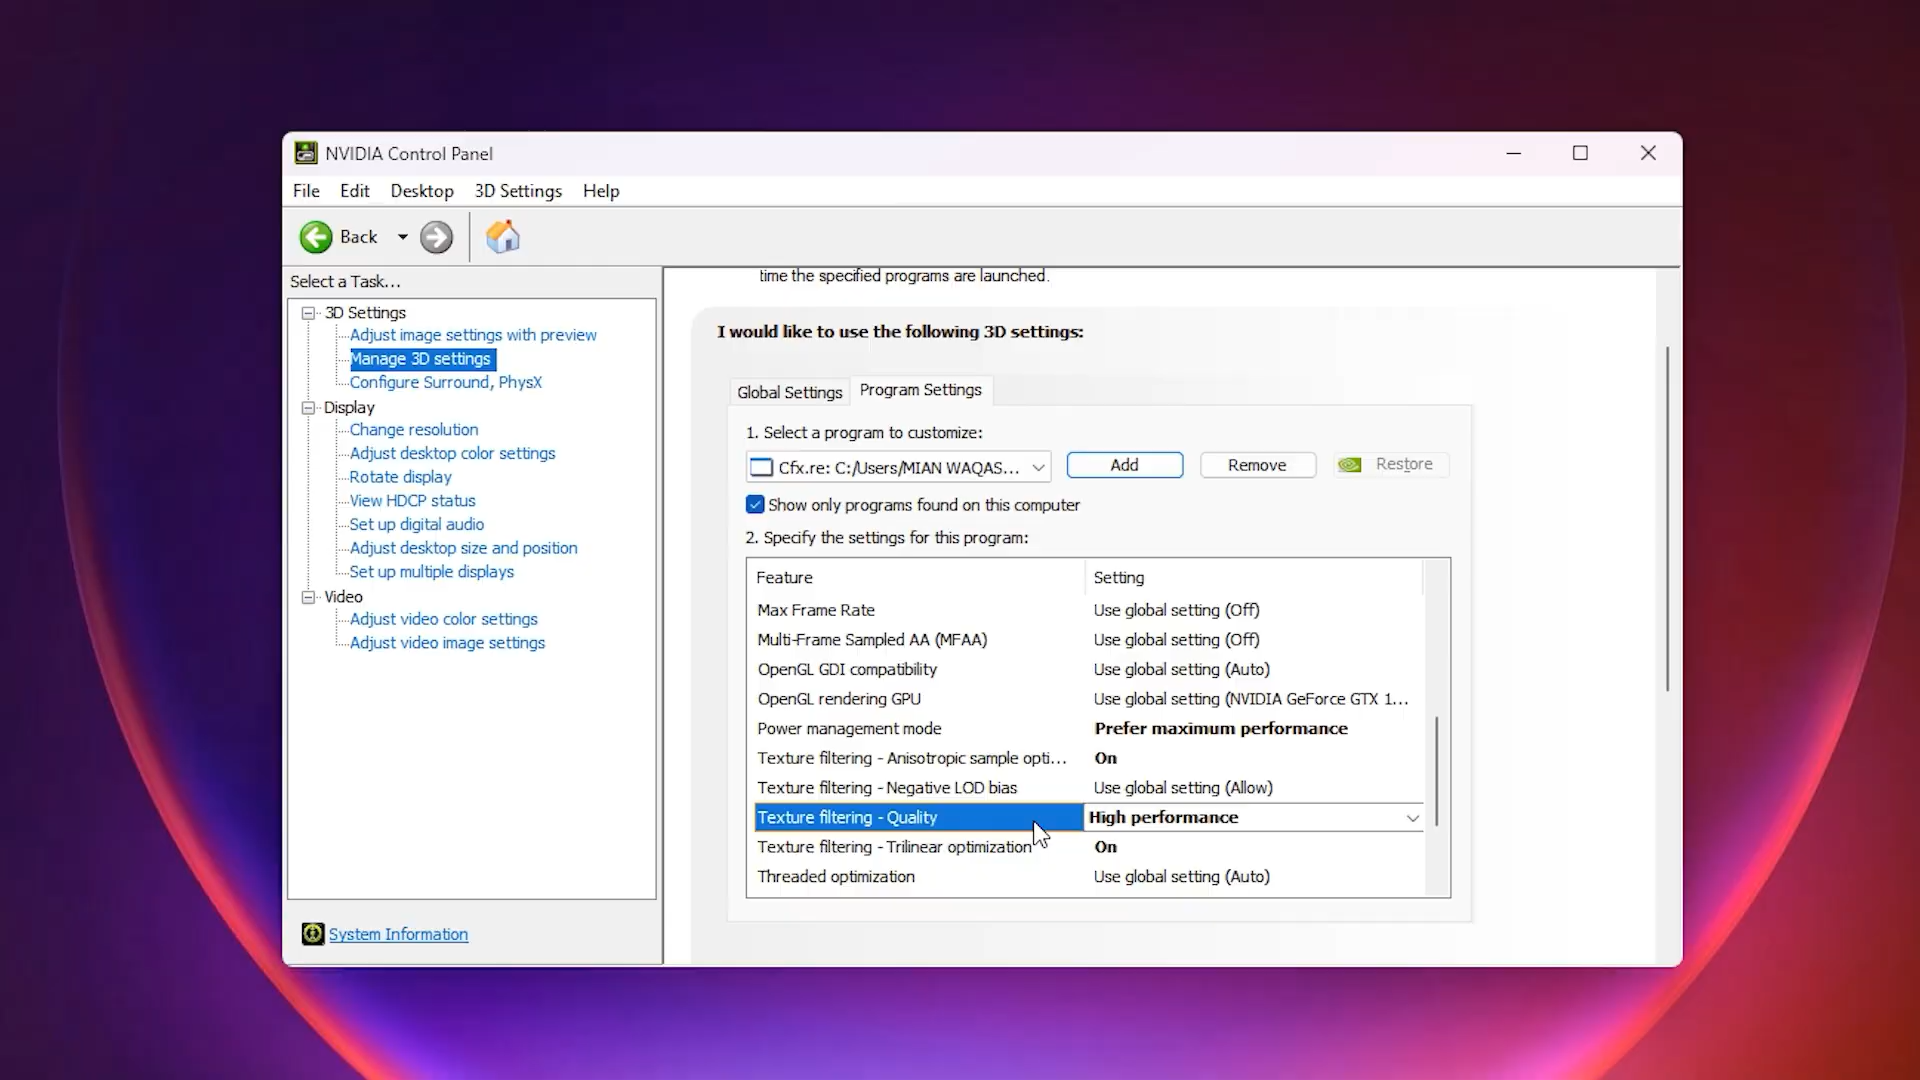 NVIDIA Control Panel
File Edit Desktop 3D Settings Help
Back
Select a Task...
3D Settings
Adjust image settings with preview
Manage 3D settings
Configure Surround, PhysX
Display
Change resolution
Adjust desktop color settings
Rotate display
View HDCP status
Set up digital audio
Adjust desktop size and position
Set up multiple displays
Video
Adjust video color settings
Adjust video image settings
System Information
time the specified programs are launched.
I would like to use the following 3D settings:
Global Settings Program Settings
1. Select a program to customize:
Cfx.re: C:/Users/MIAN WAQAS... Add Remove Restore
Show only programs found on this computer
2. Specify the settings for this program:
Feature Setting
Max Frame Rate Use global setting (Off)
Multi-Frame Sampled AA (MFAA) Use global setting (Off)
OpenGL GDI compatibility Use global setting (Auto)
OpenGL rendering GPU Use global setting (NVIDIA GeForce GTX 1...
Power management mode Prefer maximum performance
Texture filtering - Anisotropic sample opti... On
Texture filtering - Negative LOD bias Use global setting (Allow)
Texture filtering - Quality High performance
Texture filtering - Trilinear optimization On
Threaded optimization Use global setting (Auto)